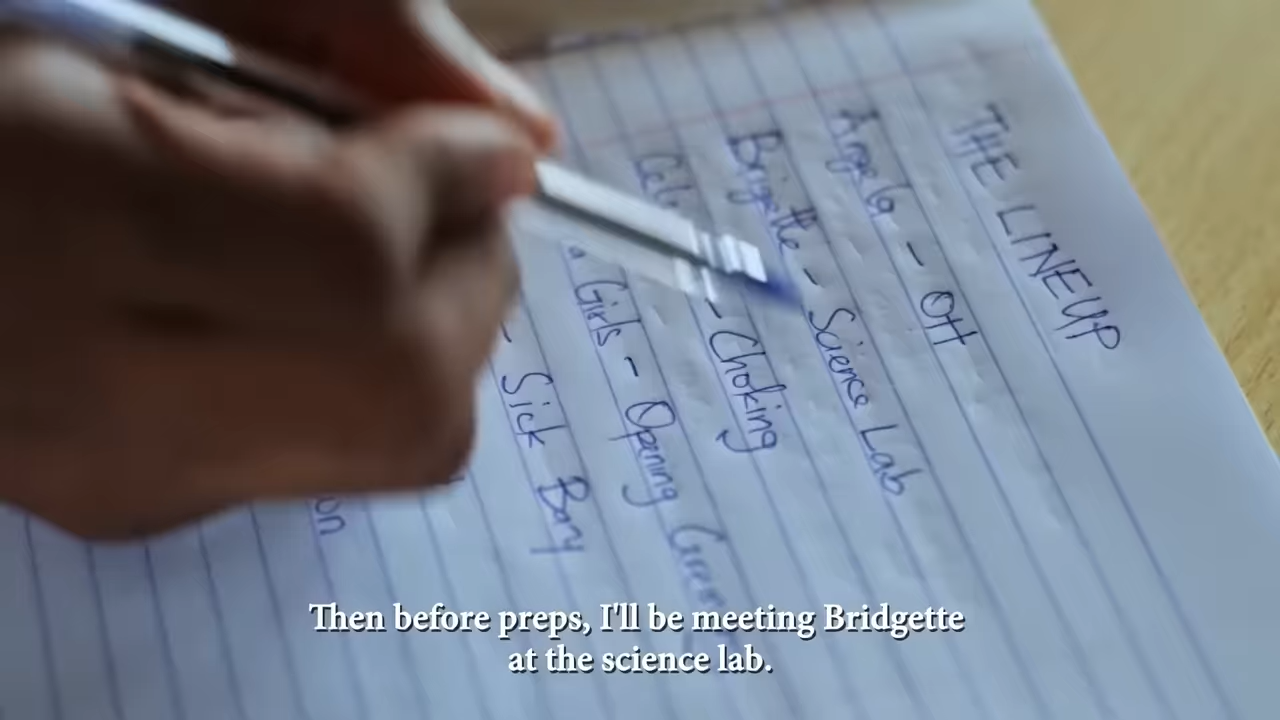 THE LINEUP
Angela - Off
Brigette - Science Lab
- Choking
Girls - Opening
- Sick Bay
Then before preps, I'll be meeting Bridgette
at the science lab.